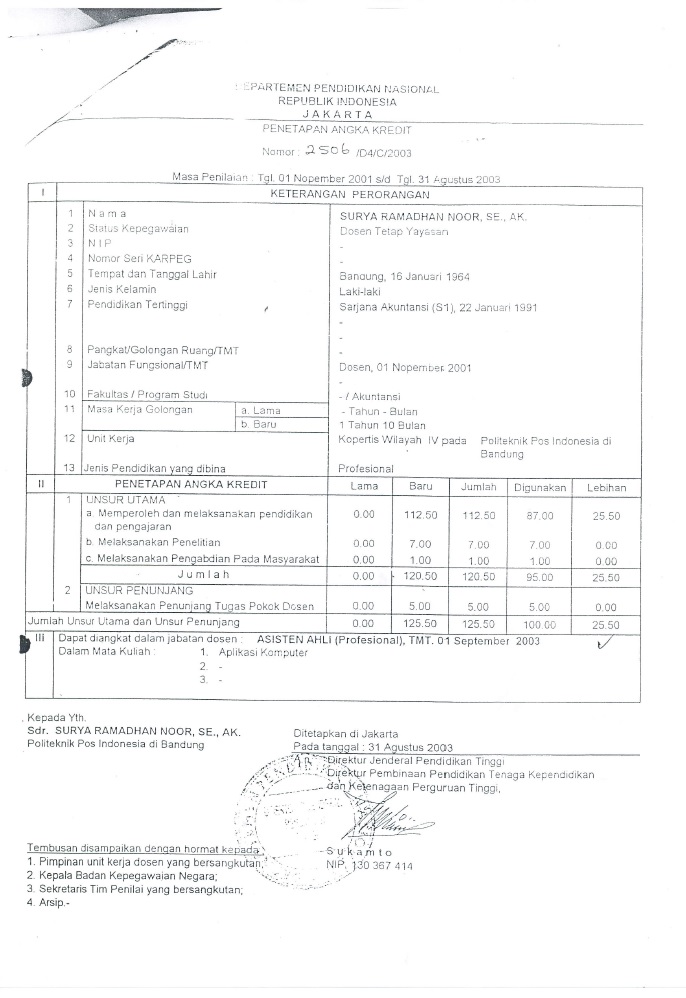 DEPARTEMEN PENDIDIKAN NASIONAL
REPUBLIK INDONESIA
JAKARTA
PENETAPAN ANGKA KREDIT
Nomor : 2506 /D4/C/2003
Masa Penilaian : Tgl. 01 Nopember 2001 s/d Tgl. 31 Agustus 2003
I KETERANGAN PERORANGAN
1 Nama SURYA RAMADHAN NOOR, SE., AK.
2 Status Kepegawaian Dosen Tetap Yayasan
3 NIP -
4 Nomor Seri KARPEG -
5 Tempat dan Tanggal Lahir Bandung, 16 Januari 1964
6 Jenis Kelamin Laki-laki
7 Pendidikan Tertinggi Sarjana Akuntansi (S1), 22 Januari 1991
-
-
8 Pangkat/Golongan Ruang/TMT -
9 Jabatan Fungsional/TMT Dosen, 01 Nopember 2001
-
10 Fakultas / Program Studi - / Akuntansi
11 Masa Kerja Golongan a. Lama - Tahun - Bulan
b. Baru 1 Tahun 10 Bulan
12 Unit Kerja Kopertis Wilayah IV pada Politeknik Pos Indonesia di
Bandung
13 Jenis Pendidikan yang dibina Profesional
II PENETAPAN ANGKA KREDIT Lama Baru Jumlah Digunakan Lebihan
1 UNSUR UTAMA
a. Memperoleh dan melaksanakan pendidikan 0.00 112.50 112.50 87.00 25.50
dan pengajaran
b. Melaksanakan Penelitian 0.00 7.00 7.00 7.00 0.00
c. Melaksanakan Pengabdian Pada Masyarakat 0.00 1.00 1.00 1.00 0.00
Jumlah 0.00 120.50 120.50 95.00 25.50
2 UNSUR PENUNJANG
Melaksanakan Penunjang Tugas Pokok Dosen 0.00 5.00 5.00 5.00 0.00
Jumlah Unsur Utama dan Unsur Penunjang 0.00 125.50 125.50 100.00 25.50
III Dapat diangkat dalam jabatan dosen : ASISTEN AHLI (Profesional), TMT. 01 September 2003
Dalam Mata Kuliah : 1. Aplikasi Komputer
2. -
3. -
Kepada Yth.
Sdr. SURYA RAMADHAN NOOR, SE., AK.
Politeknik Pos Indonesia di Bandung
Ditetapkan di Jakarta
Pada tanggal : 31 Agustus 2003
A.n. Direktur Jenderal Pendidikan Tinggi
Direktur Pembinaan Pendidikan Tenaga Kependidikan
dan Ketenagaan Perguruan Tinggi,
Sukamto
NIP. 130 367 414
Tembusan disampaikan dengan hormat kepada :
1. Pimpinan unit kerja dosen yang bersangkutan;
2. Kepala Badan Kepegawaian Negara;
3. Sekretaris Tim Penilai yang bersangkutan;
4. Arsip.-